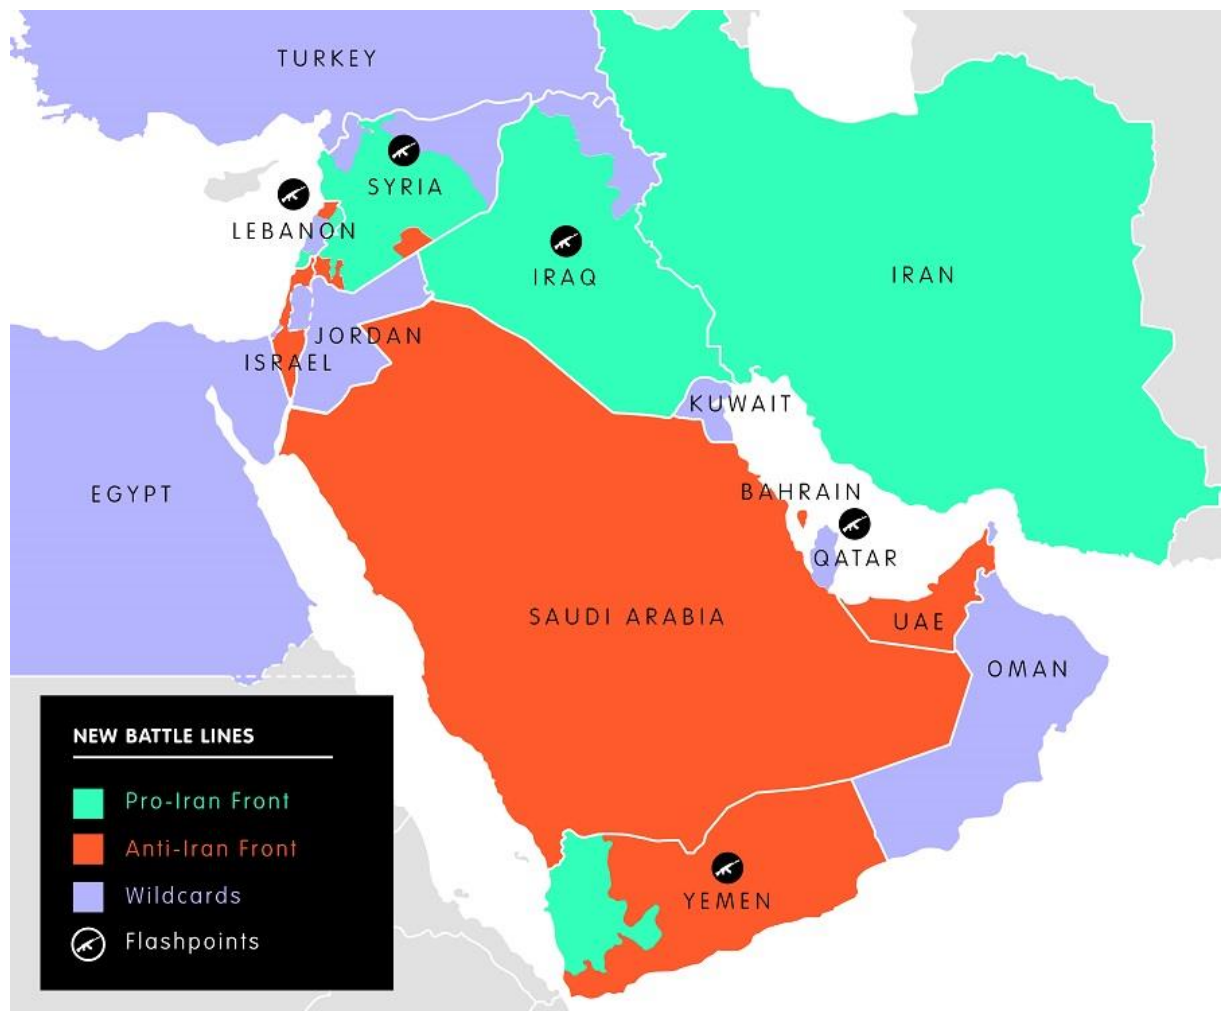 TURKEY
SYRIA
LEBANON
IRAQ
IRAN
JORDAN
ISRAEL
KUWAIT
EGYPT
BAHRAIN
QATAR
SAUDI ARABIA
UAE
OMAN
YEMEN
NEW BATTLE LINES
Pro-Iran Front
Anti-Iran Front
Wildcards
Flashpoints